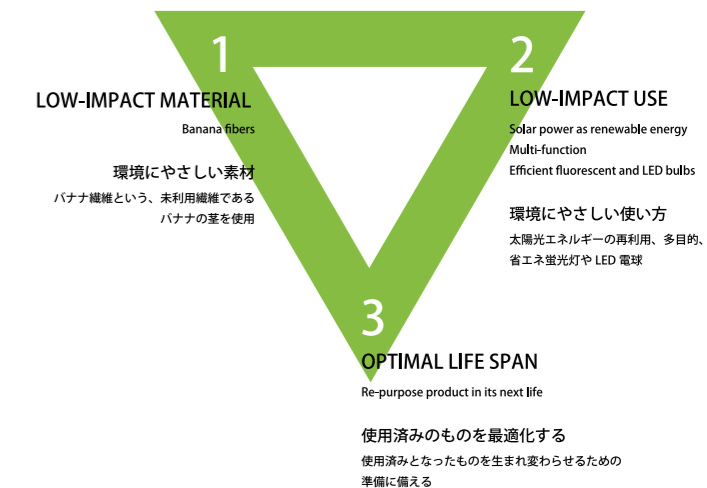 1
LOW-IMPACT MATERIAL
Banana fibers
環境にやさしい素材
バナナ繊維という、未利用繊維である
バナナの茎を使用
2
LOW-IMPACT USE
Solar power as renewable energy
Multi-function
Efficient fluorescent and LED bulbs
環境にやさしい使い方
太陽光エネルギーの再利用、多目的、
省エネ蛍光灯や LED 電球
3
OPTIMAL LIFE SPAN
Re-purpose product in its next life
使用済みのものを最適化する
使用済みとなったものを生まれ変わらせるための
準備に備える